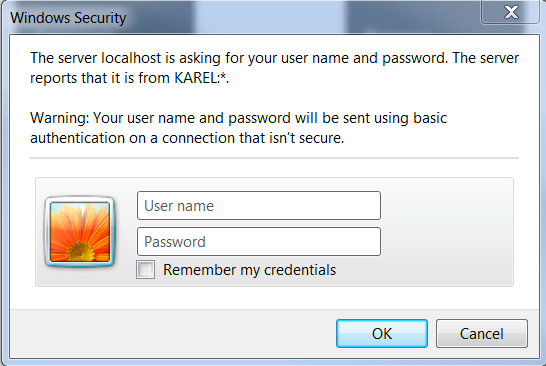 Windows Security
The server localhost is asking for your user name and password. The server
reports that it is from KAREL:*.
Warning: Your user name and password will be sent using basic
authentication on a connection that isn't secure.
User name
Password
Remember my credentials
OK
Cancel